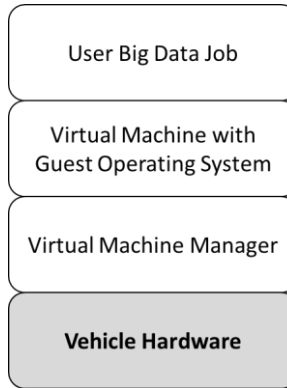 User Big Data Job
Virtual Machine with
Guest Operating System
Virtual Machine Manager
Vehicle Hardware